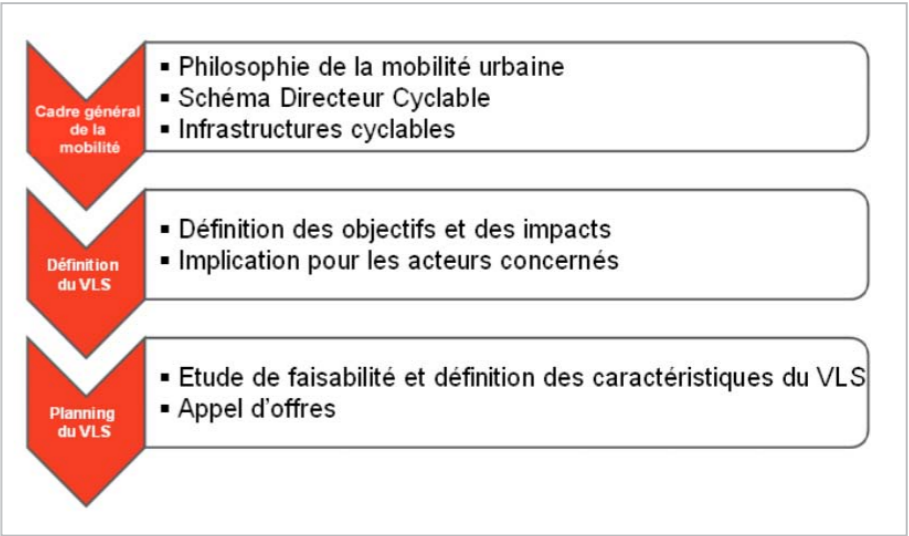 Cadre général
de la
mobilité
▪ Philosophie de la mobilité urbaine
▪ Schéma Directeur Cyclable
▪ Infrastructures cyclables
Définition
du VLS
▪ Définition des objectifs et des impacts
▪ Implication pour les acteurs concernés
Planning
du VLS
▪ Etude de faisabilité et définition des caractéristiques du VLS
▪ Appel d'offres